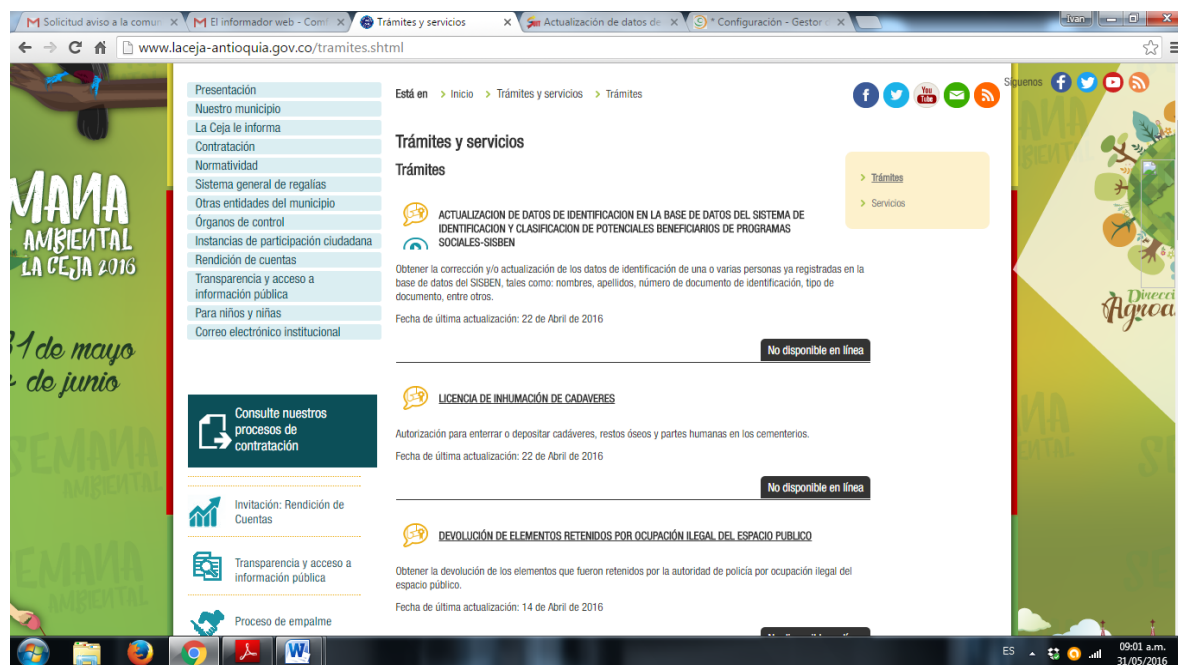 Solicitud aviso a la comuni
El informador web - Comf
Trámites y servicios
Actualización de datos de
* Configuración - Gestor d
Ivan
www.laceja-antioquia.gov.co/tramites.shtml
Presentación
Nuestro municipio
La Ceja le informa
Contratación
Normatividad
Sistema general de regalías
Otras entidades del municipio
Órganos de control
Instancias de participación ciudadana
Rendición de cuentas
Transparencia y acceso a
información pública
Para niños y niñas
Correo electrónico institucional
Consulte nuestros
procesos de
contratación
Invitación: Rendición de
Cuentas
Transparencia y acceso a
información pública
Proceso de empalme
Está en > Inicio > Trámites y servicios > Trámites
You
Tube
Síguenos
Trámites y servicios
Trámites
> Trámites
> Servicios
ACTUALIZACION DE DATOS DE IDENTIFICACION EN LA BASE DE DATOS DEL SISTEMA DE
IDENTIFICACION Y CLASIFICACION DE POTENCIALES BENEFICIARIOS DE PROGRAMAS
SOCIALES-SISBEN
Obtener la corrección y/o actualización de los datos de identificación de una o varias personas ya registradas en la
base de datos del SISBEN, tales como: nombres, apellidos, número de documento de identificación, tipo de
documento, entre otros.
Fecha de última actualización: 22 de Abril de 2016
No disponible en línea
LICENCIA DE INHUMACIÓN DE CADAVERES
Autorización para enterrar o depositar cadáveres, restos óseos y partes humanas en los cementerios.
Fecha de última actualización: 22 de Abril de 2016
No disponible en línea
DEVOLUCIÓN DE ELEMENTOS RETENIDOS POR OCUPACIÓN ILEGAL DEL ESPACIO PUBLICO
Obtener la devolución de los elementos que fueron retenidos por la autoridad de policía por ocupación ilegal del
espacio público.
Fecha de última actualización: 14 de Abril de 2016
MANA
AMBIENTAL
LA CEJA 2016
1 de mayo
de junio
SEMANA
AMBIENTAL
SEMANA
AMBIENTAL
Direcci
Agroa
ES
09:01 a.m.
31/05/2016